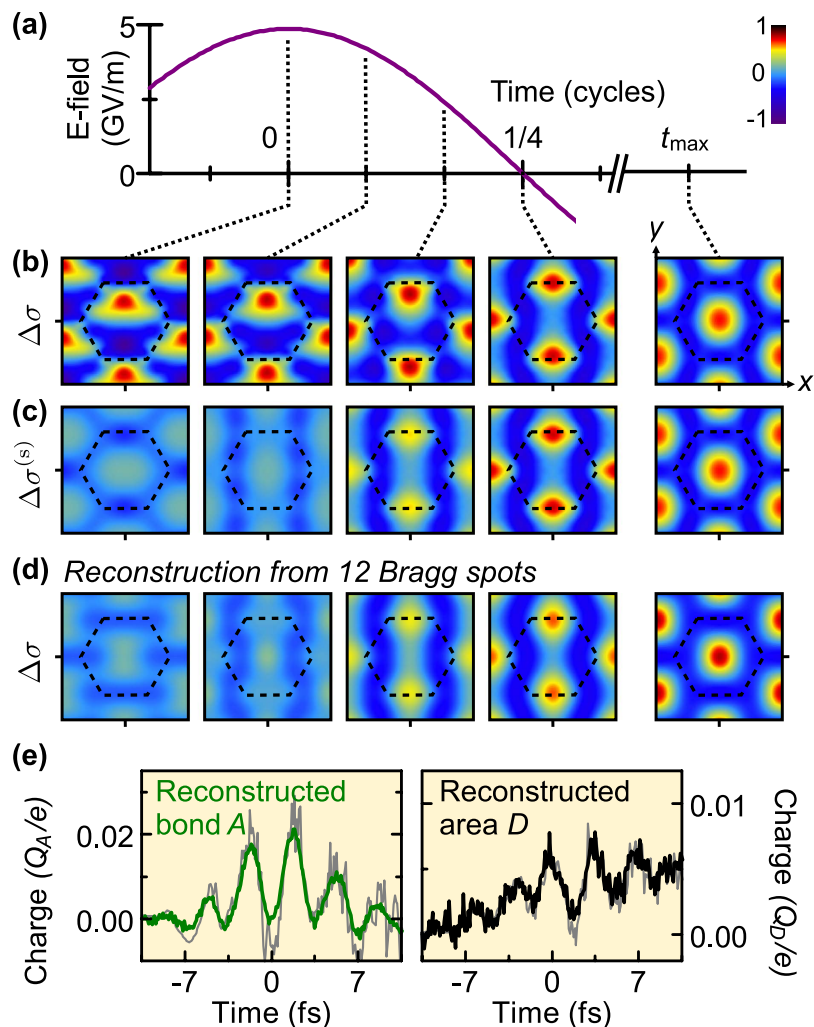 (a)
5
E-field
(GV/m)
0
0
Time (cycles)
1/4
t_max
1
0
-1
(b)
Δσ
y
x
(c)
Δσ^(s)
(d) Reconstruction from 12 Bragg spots
Δσ
(e)
Charge (Q_A/e)
0.02
0.00
Reconstructed
bond A
-7
0
7
Time (fs)
Reconstructed
area D
-7
0
7
Time (fs)
0.01
0.00
Charge (Q_D/e)